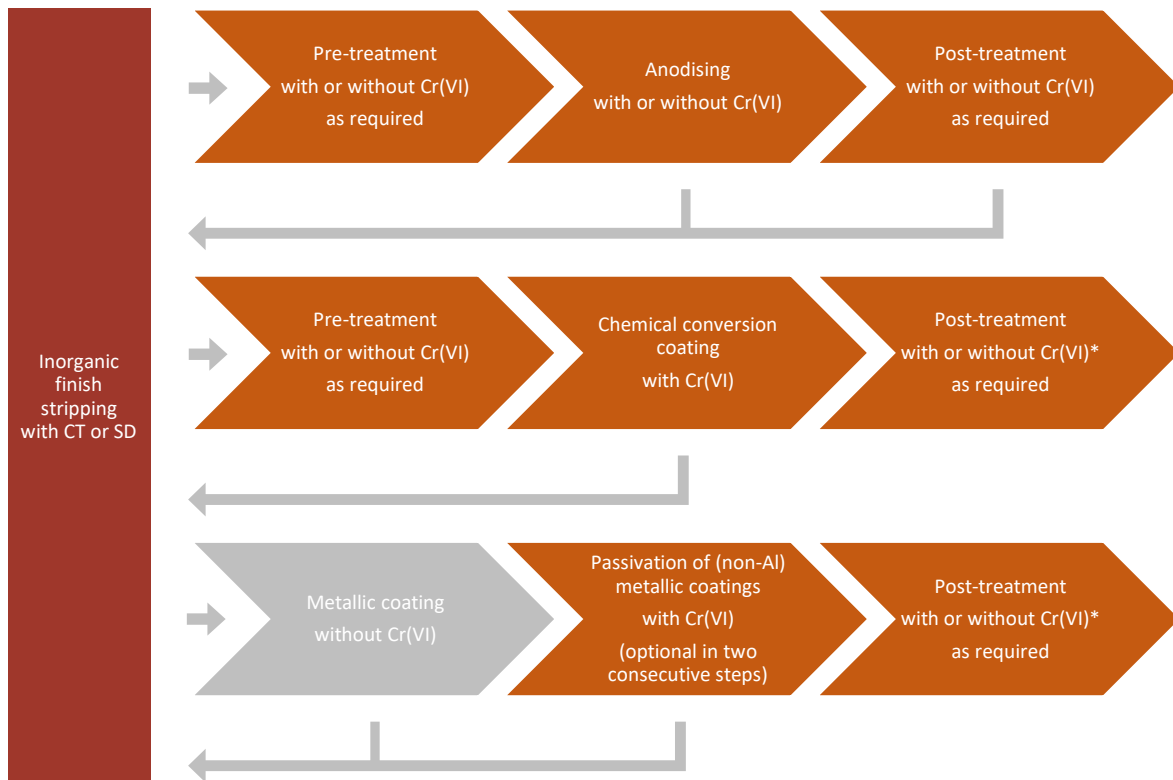 Inorganic
finish
stripping
with CT or SD
Pre-treatment
with or without Cr(VI)
as required
Anodising
with or without Cr(VI)
Post-treatment
with or without Cr(VI)
as required
Pre-treatment
with or without Cr(VI)
as required
Chemical conversion
coating
with Cr(VI)
Post-treatment
with or without Cr(VI)*
as required
Metallic coating
without Cr(VI)
Passivation of (non-Al)
metallic coatings
with Cr(VI)
(optional in two
consecutive steps)
Post-treatment
with or without Cr(VI)*
as required